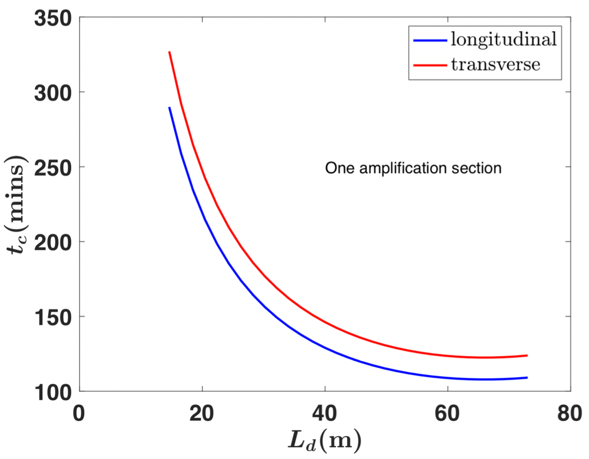 350
longitudinal
transverse
300
One amplification section
250
t_c(mins)
200
150
100
0
20
40
60
80
L_d(m)